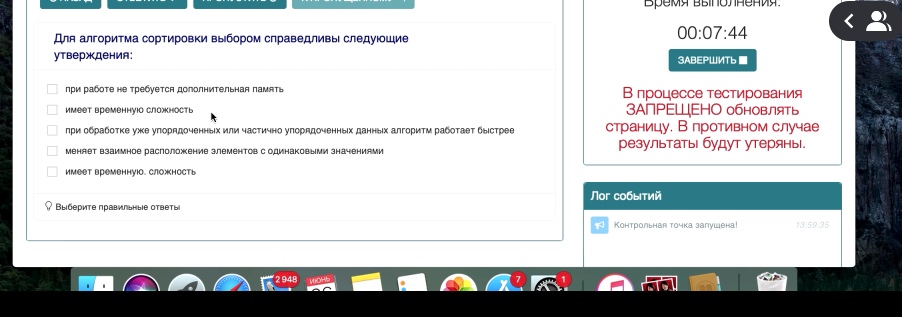 Время выполнения:
00:07:44
ЗАВЕРШИТЬ
Для алгоритма сортировки выбором справедливы следующие
утверждения:
при работе не требуется дополнительная память
имеет временную сложность
при обработке уже упорядоченных или частично упорядоченных данных алгоритм работает быстрее
меняет взаимное расположение элементов с одинаковыми значениями
имеет временную. сложность
Выберите правильные ответы
В процессе тестирования
ЗАПРЕЩЕНО обновлять
страницу. В противном случае
результаты будут утеряны.
Лог событий
Контрольная точка запущена!
13:59:35
2 948
ИЮНЬ
7
1